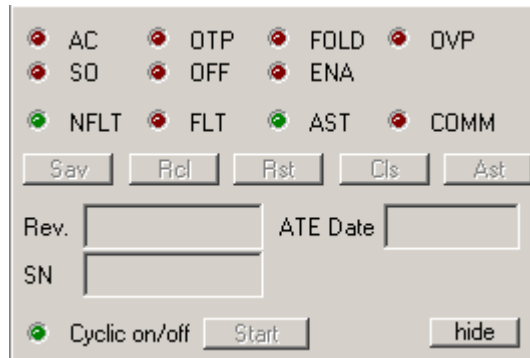 AC OTP FOLD OVP
SO OFF ENA
NFLT FLT AST COMM
Sav Rcl Rst Cls Ast
Rev. ATE Date
SN
Cyclic on/off Start hide